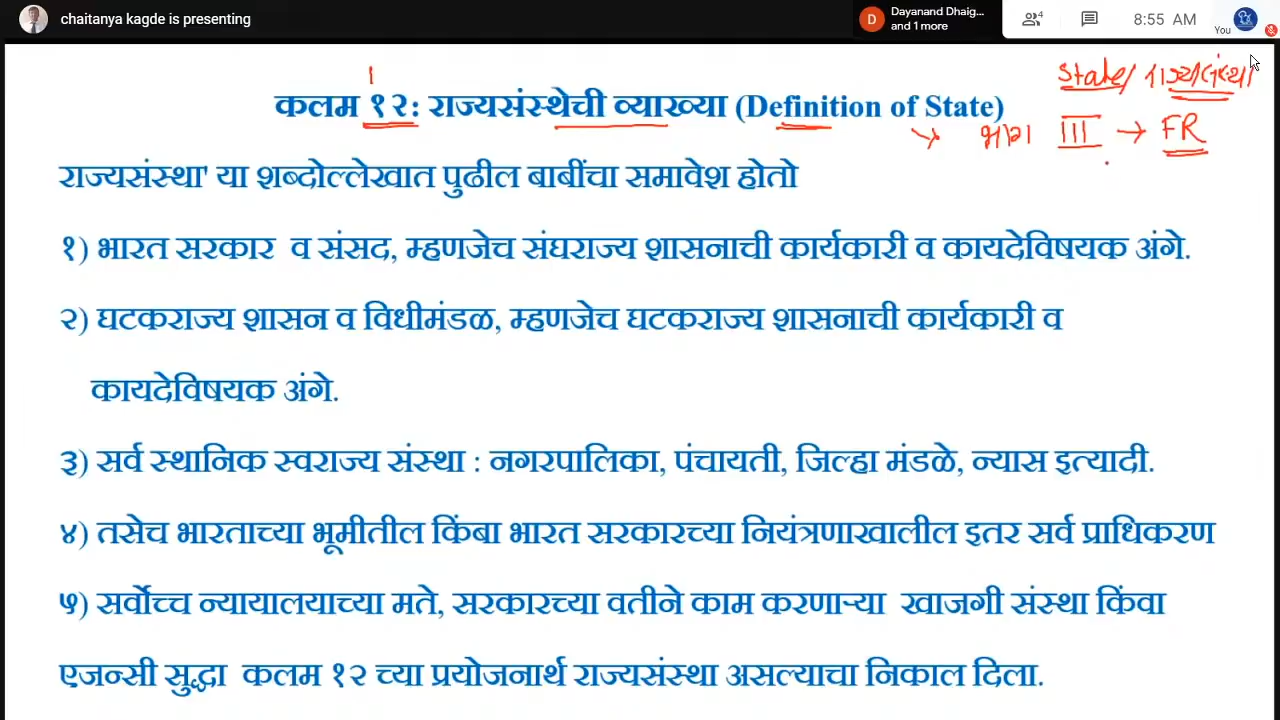 chaitanya kagde is presenting
Dayanand Dhaig...
and 1 more
4
8:55 AM
You
State/ राज्यसंस्था
कलम १२: राज्यसंस्थेची व्याख्या (Definition of State)
→ भाग III → FR
राज्यसंस्था' या शब्दोल्लेखात पुढील बाबींचा समावेश होतो
१) भारत सरकार व संसद, म्हणजेच संघराज्य शासनाची कार्यकारी व कायदेविषयक अंगे.
२) घटकराज्य शासन व विधीमंडळ, म्हणजेच घटकराज्य शासनाची कार्यकारी व
कायदेविषयक अंगे.
३) सर्व स्थानिक स्वराज्य संस्था : नगरपालिका, पंचायती, जिल्हा मंडळे, न्यास इत्यादी.
४) तसेच भारताच्या भूमीतील किंबा भारत सरकारच्या नियंत्रणाखालील इतर सर्व प्राधिकरण
५) सर्वोच्च न्यायालयाच्या मते, सरकारच्या वतीने काम करणाऱ्या खाजगी संस्था किंवा
एजन्सी सुद्धा कलम १२ च्या प्रयोजनार्थ राज्यसंस्था असल्याचा निकाल दिला.